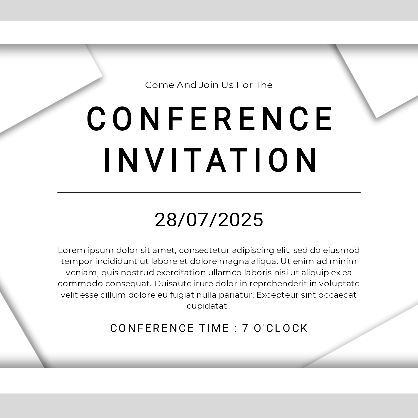 Come And Join Us For The
CONFERENCE
INVITATION
28/07/2025
Lorem ipsum dolor sit amet, consectetur adipiscing elit, sed do eiusmod
tempor incididunt ut labore et dolore magna aliqua. Ut enim ad minim
veniam, quis nostrud exercitation ullamco laboris nisi ut aliquip ex ea
commodo consequat. Duis aute irure dolor in reprehenderit in voluptate
velit esse cillum dolore eu fugiat nulla pariatur. Excepteur sint occaecat
cupidatat.
CONFERENCE TIME : 7 O'CLOCK